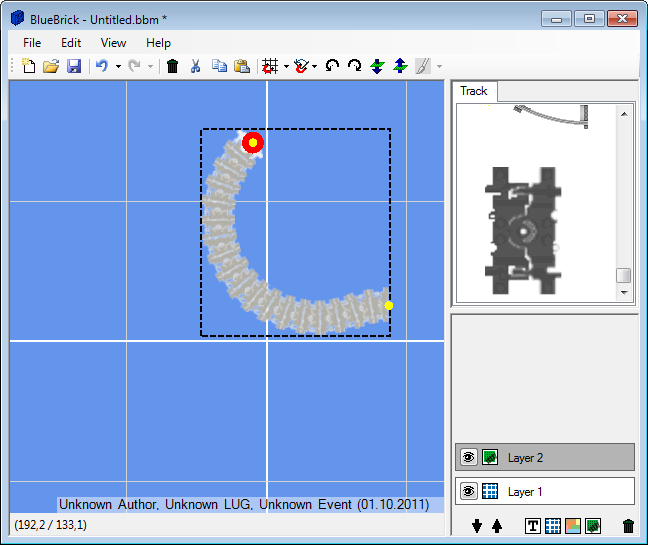 BlueBrick - Untitled.bbm *
File Edit View Help
Track
Layer 2
Layer 1
Unknown Author, Unknown LUG, Unknown Event (01.10.2011)
T
(192,2 / 133,1)